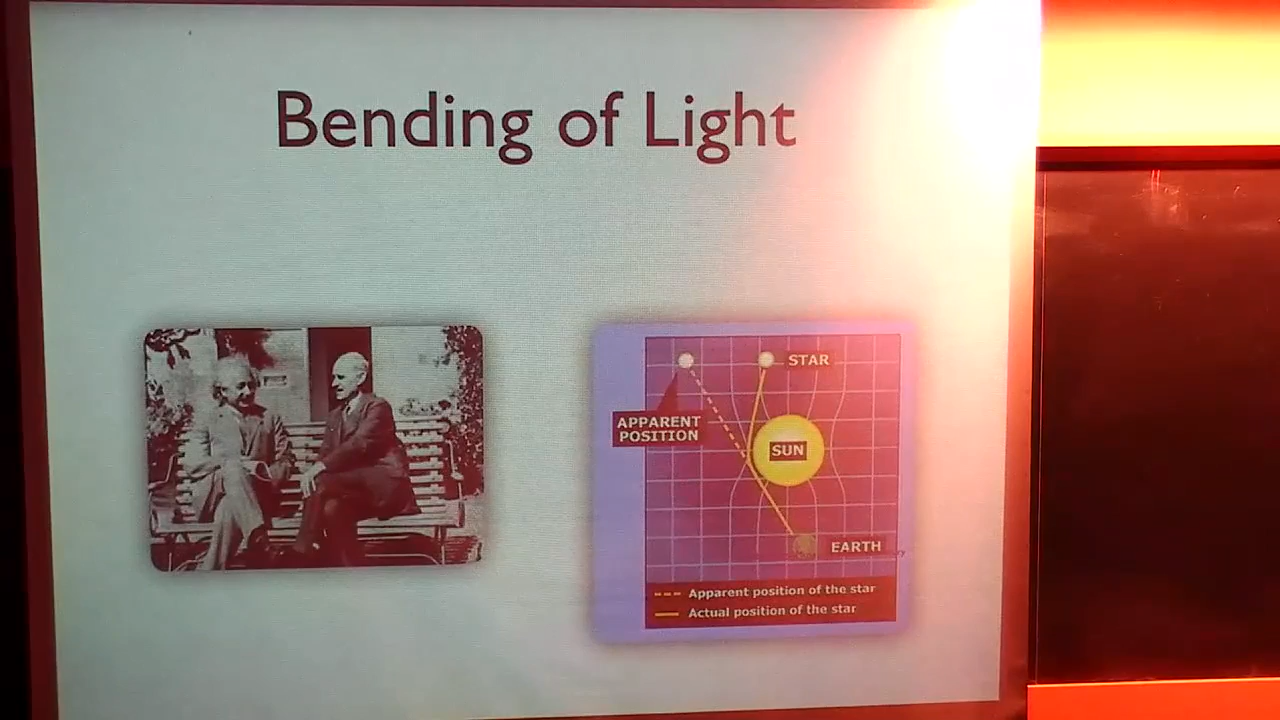 Bending of Light
STAR
APPARENT
POSITION
SUN
EARTH
Apparent position of the star
Actual position of the star